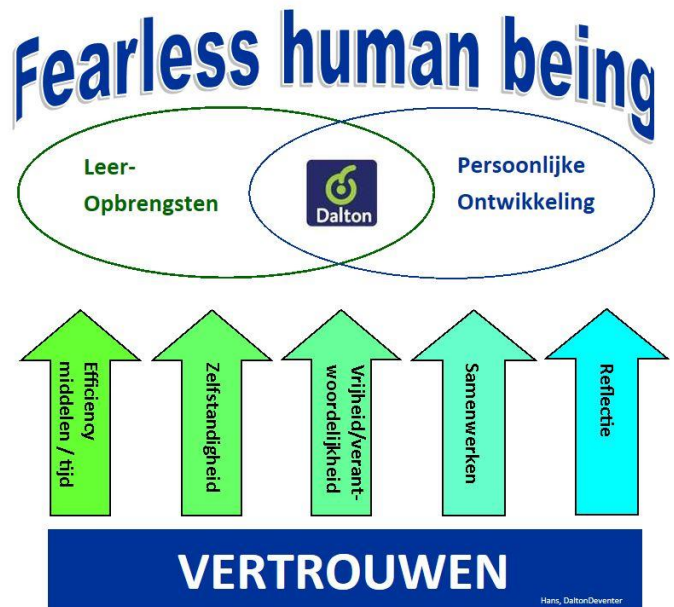 Fearless human being
Leer-
Opbrengsten
Dalton
Persoonlijke
Ontwikkeling
Efficiency
middelen / tijd
Zelfstandigheid
Vrijheid/verant-
woordelijkheid
Samenwerken
Reflectie
VERTROUWEN
Hans, DaltonDeventer